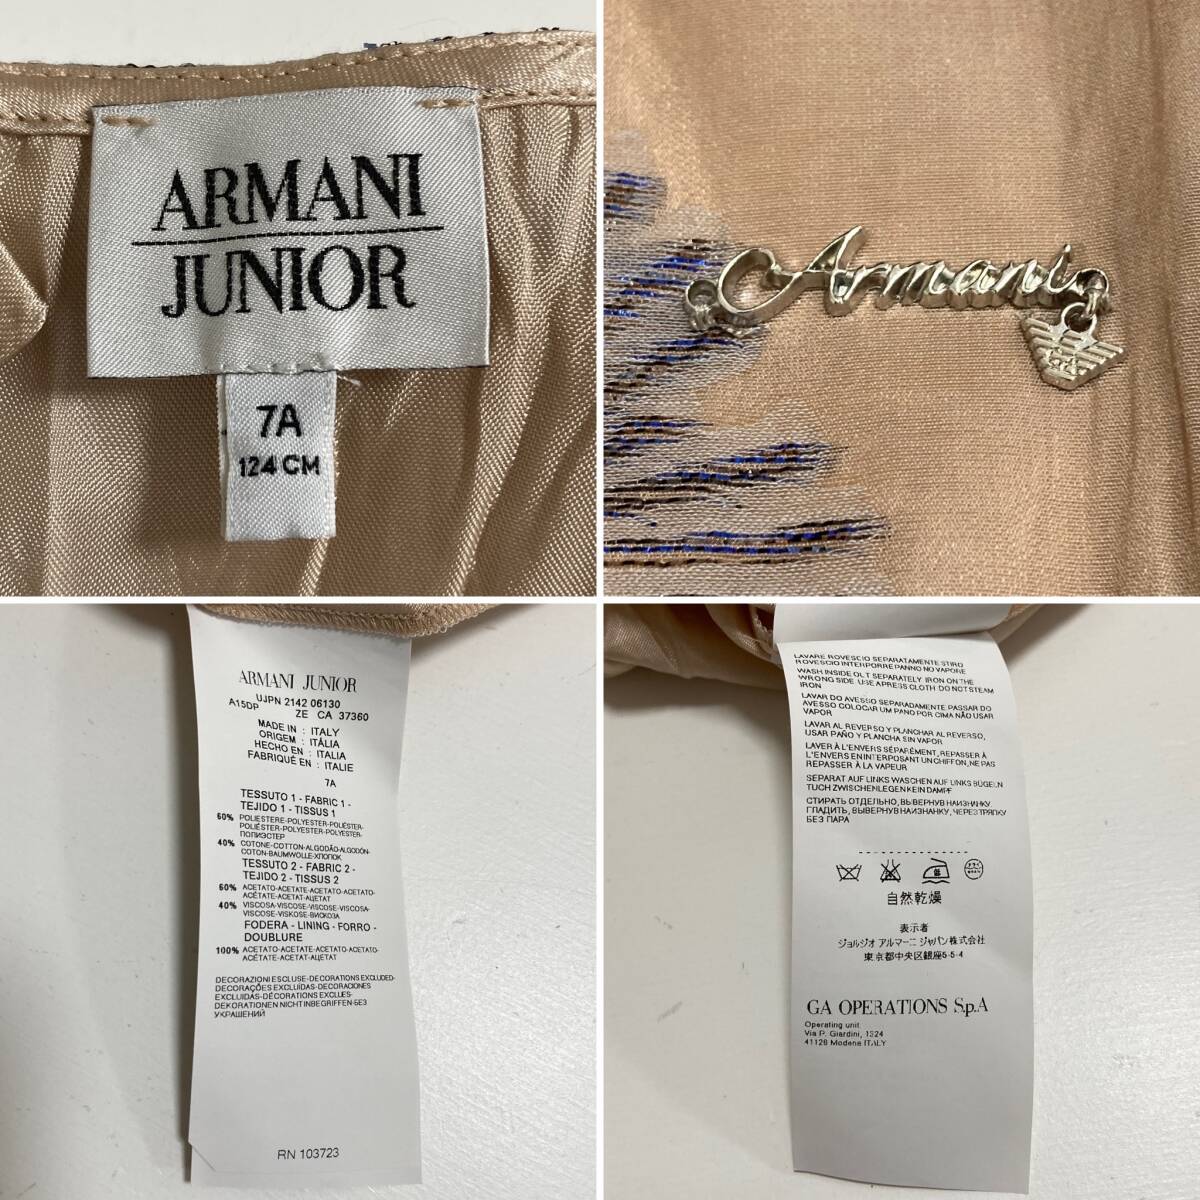 ARMANI
JUNIOR
7A
124 CM
Armani
ARMANI JUNIOR
UJPN 2142 06130
A15DP ZE CA 37360
MADE IN : ITALY
ORIGEM : ITÁLIA
HECHO EN : ITALIA
FABRIQUÉ EN : ITALIE
7A
TESSUTO 1 - FABRIC 1 -
TEJIDO 1 - TISSUS 1
60% POLIESTERE-POLYESTER-POLIÉSTER-
POLIÉSTER-POLYESTER-POLYESTER-
ПОЛИЭСТЕР
40% COTONE-COTTON-ALGODÃO-ALGODÓN-
COTON-BAUMWOLLE-ХЛОПОК
TESSUTO 2 - FABRIC 2 -
TEJIDO 2 - TISSUS 2
60% ACETATO-ACETATE-ACETATO-ACETATO-
ACÉTATE-ACETAT-АЦЕТАТ
40% VISCOSA-VISCOSE-VISCOSE-VISCOSA-
VISCOSE-VISKOSE-ВИСКОЗА
FODERA - LINING - FORRO -
DOUBLURE
100% ACETATO-ACETATE-ACETATO-ACETATO-
ACÉTATE-ACETAT-АЦЕТАТ
DECORAZIONI ESCLUSE-DECORATIONS EXCLUDED-
DECORAÇÕES EXCLUÍDAS-DECORACIONES
EXCLUIDAS-DÉCORATIONS EXCLUES-
DEKORATIONEN NICHT INBEGRIFFEN-БЕЗ
УКРАШЕНИЙ
RN 103723
LAVARE ROVESCIO SEPARATAMENTE STIRO
ROVESCIO INTERPORRE PANNO NO VAPORE
WASH INSIDE OUT SEPARATELY IRON ON THE
WRONG SIDE USE A PRESS CLOTH DO NOT STEAM
IRON
LAVAR DO AVESSO SEPARADAMENTE PASSAR DO
AVESSO COLOCAR UM PANO POR CIMA NÃO USAR
VAPOR
LAVAR AL REVERSO Y PLANCHAR AL REVERSO,
USAR PAÑO Y PLANCHA SIN VAPOR
LAVER À L'ENVERS SÉPARÉMENT, REPASSER À
L'ENVERS EN INTERPOSANT UN CHIFFON, NE PAS
REPASSER À LA VAPEUR
SEPARAT AUF LINKS WASCHEN AUF LINKS BÜGELN
TUCH ZWISCHENLEGEN KEIN DAMPF
СТИРАТЬ ОТДЕЛЬНО, ВЫВЕРНУВ НАИЗНАНКУ
ГЛАДИТЬ, ВЫВЕРНУВ НАИЗНАНКУ, ЧЕРЕЗ ТРЯПКУ
БЕЗ ПАРА
自然乾燥
表示者
ジョルジオ アルマーニ ジャパン株式会社
東京都中央区銀座5-5-4
GA OPERATIONS S.p.A
Operating unit
Via P. Giardini, 1324
41128 Modena ITALY